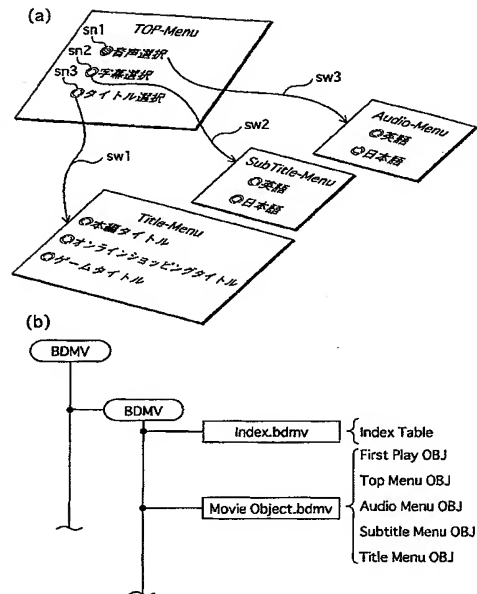 (a)
TOP-Menu
sn1
◎音声選択
sn2
◎字幕選択
sn3
◎タイトル選択
sw3
sw2
sw1
Audio-Menu
◎英語
◎日本語
SubTitle-Menu
◎英語
◎日本語
Title-Menu
◎本編タイトル
◎オンラインショッピングタイトル
◎ゲームタイトル
(b)
BDMV
BDMV
Index.bdmv
Index Table
Movie Object.bdmv
First Play OBJ
Top Menu OBJ
Audio Menu OBJ
Subtitle Menu OBJ
Title Menu OBJ